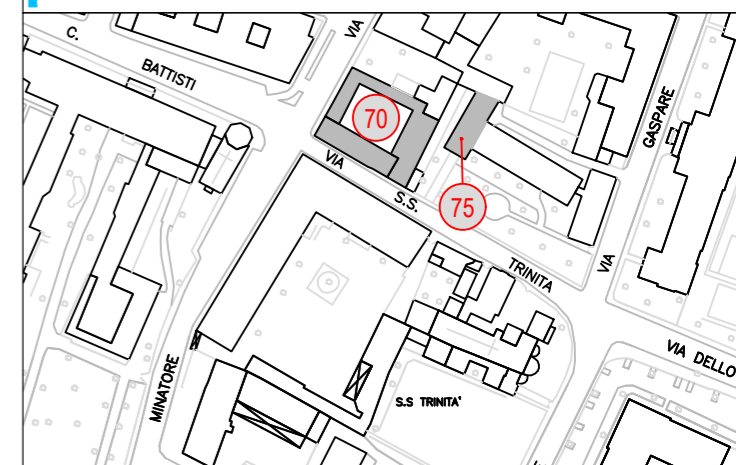 C.
BATTISTI
VIA
70
VIA
S.S.
75
TRINITA
GASPARE
VIA
VIA DELLO
MINATORE
S.S TRINITA'